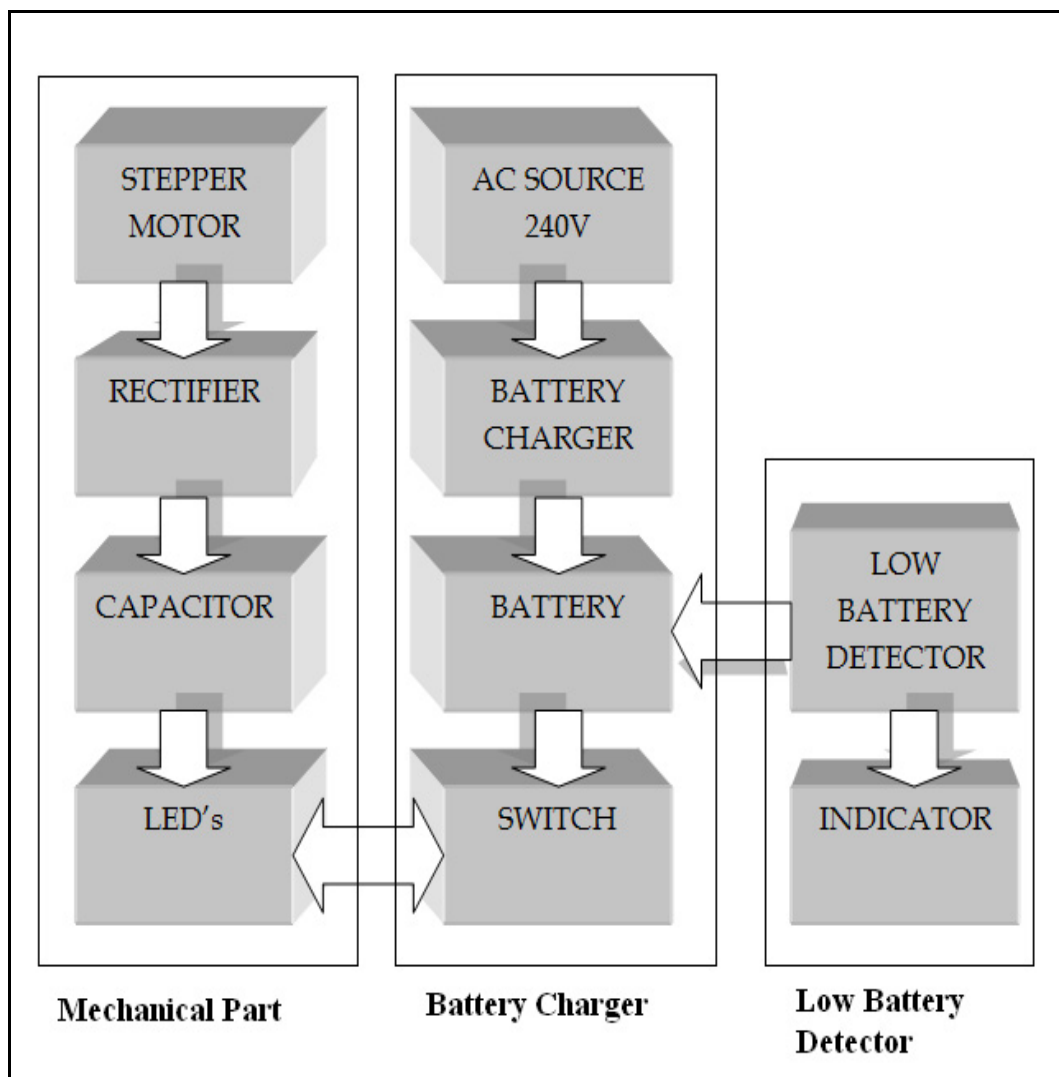 STEPPER
MOTOR
RECTIFIER
CAPACITOR
LED's
Mechanical Part
AC SOURCE
240V
BATTERY
CHARGER
BATTERY
SWITCH
Battery Charger
LOW
BATTERY
DETECTOR
INDICATOR
Low Battery
Detector